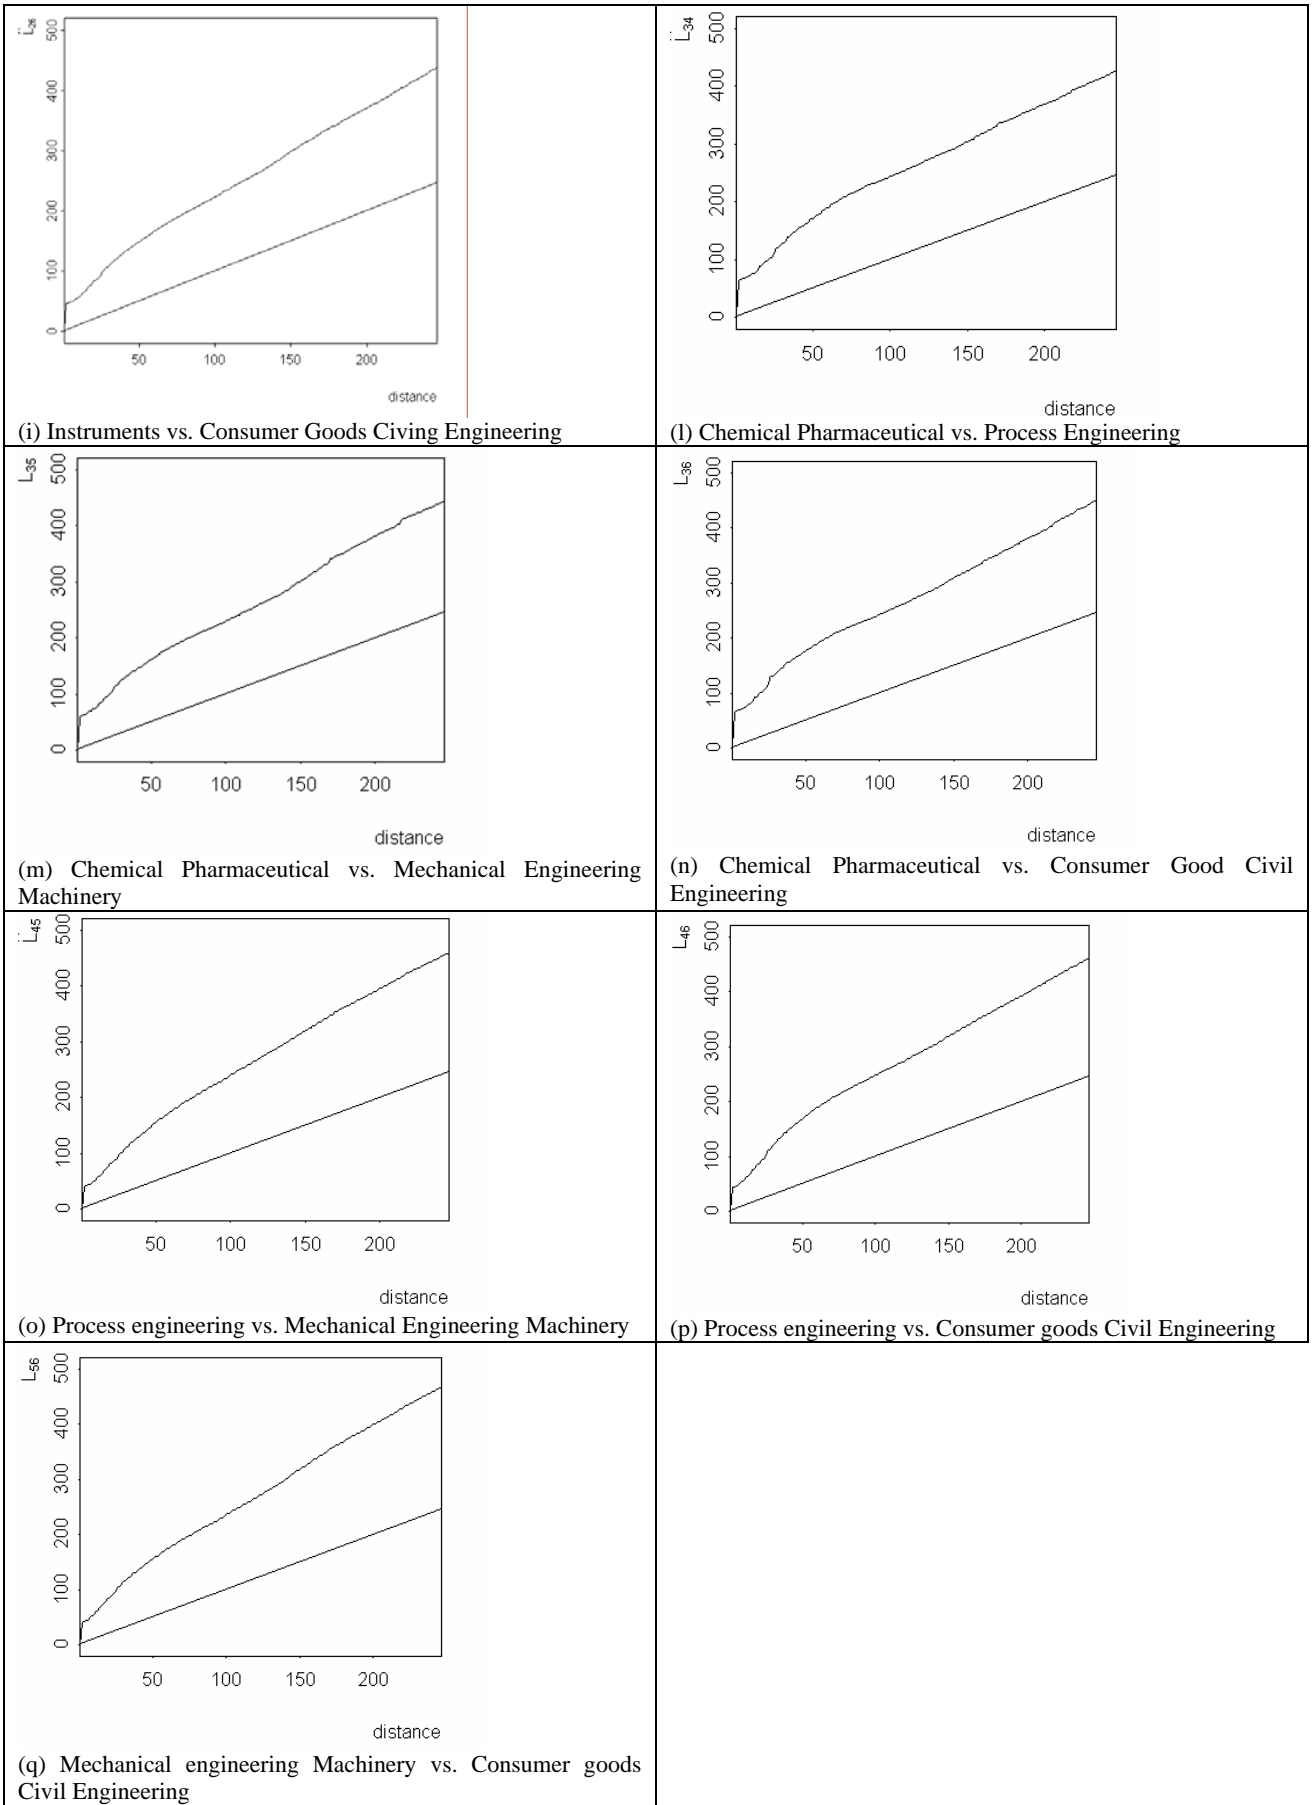 L26
500
400
300
200
100
0
50 100 150 200
distance
(i) Instruments vs. Consumer Goods Civing Engineering
L34
500
400
300
200
100
0
50 100 150 200
distance
(l) Chemical Pharmaceutical vs. Process Engineering
L35
500
400
300
200
100
0
50 100 150 200
distance
(m) Chemical Pharmaceutical vs. Mechanical Engineering
Machinery
L36
500
400
300
200
100
0
50 100 150 200
distance
(n) Chemical Pharmaceutical vs. Consumer Good Civil
Engineering
L45
500
400
300
200
100
0
50 100 150 200
distance
(o) Process engineering vs. Mechanical Engineering Machinery
L46
500
400
300
200
100
0
50 100 150 200
distance
(p) Process engineering vs. Consumer goods Civil Engineering
L56
500
400
300
200
100
0
50 100 150 200
distance
(q) Mechanical engineering Machinery vs. Consumer goods
Civil Engineering